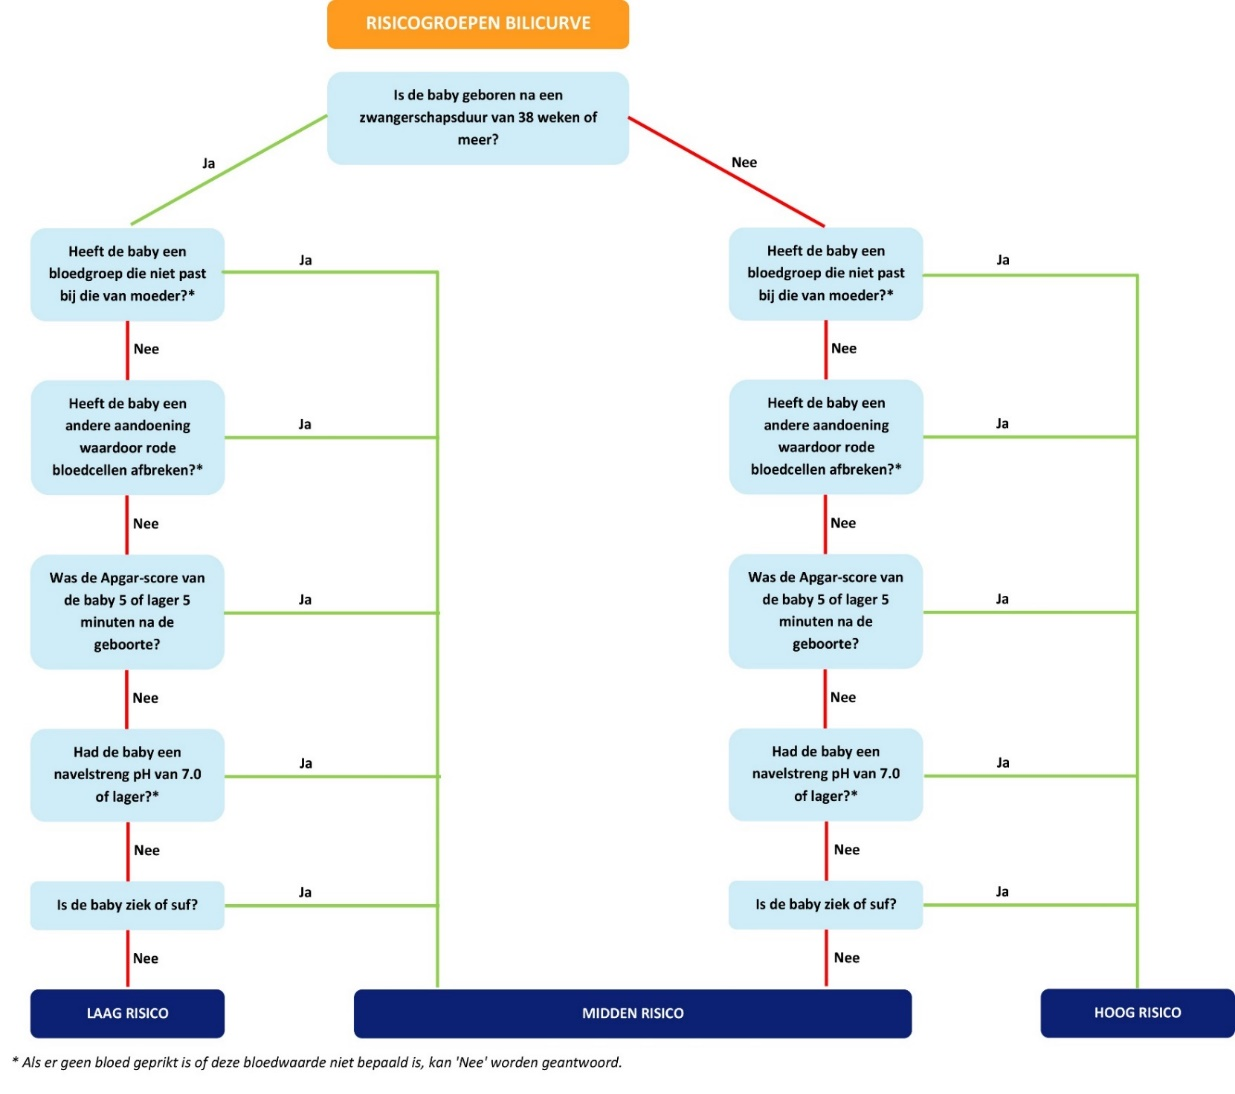 RISICOGROEPEN BILICURVE
Is de baby geboren na een
zwangerschapsduur van 38 weken of
meer?
Ja
Nee
Heeft de baby een
bloedgroep die niet past
bij die van moeder?*
Ja
Nee
Heeft de baby een
andere aandoening
waardoor rode
bloedcellen afbreken?*
Ja
Nee
Was de Apgar-score van
de baby 5 of lager 5
minuten na de
geboorte?
Ja
Nee
Had de baby een
navelstreng pH van 7.0
of lager?*
Ja
Nee
Is de baby ziek of suf?
Ja
Nee
Heeft de baby een
bloedgroep die niet past
bij die van moeder?*
Ja
Nee
Heeft de baby een
andere aandoening
waardoor rode
bloedcellen afbreken?*
Ja
Nee
Was de Apgar-score van
de baby 5 of lager 5
minuten na de
geboorte?
Ja
Nee
Had de baby een
navelstreng pH van 7.0
of lager?*
Ja
Nee
Is de baby ziek of suf?
Ja
Nee
LAAG RISICO
MIDDEN RISICO
HOOG RISICO
* Als er geen bloed geprikt is of deze bloedwaarde niet bepaald is, kan 'Nee' worden geantwoord.